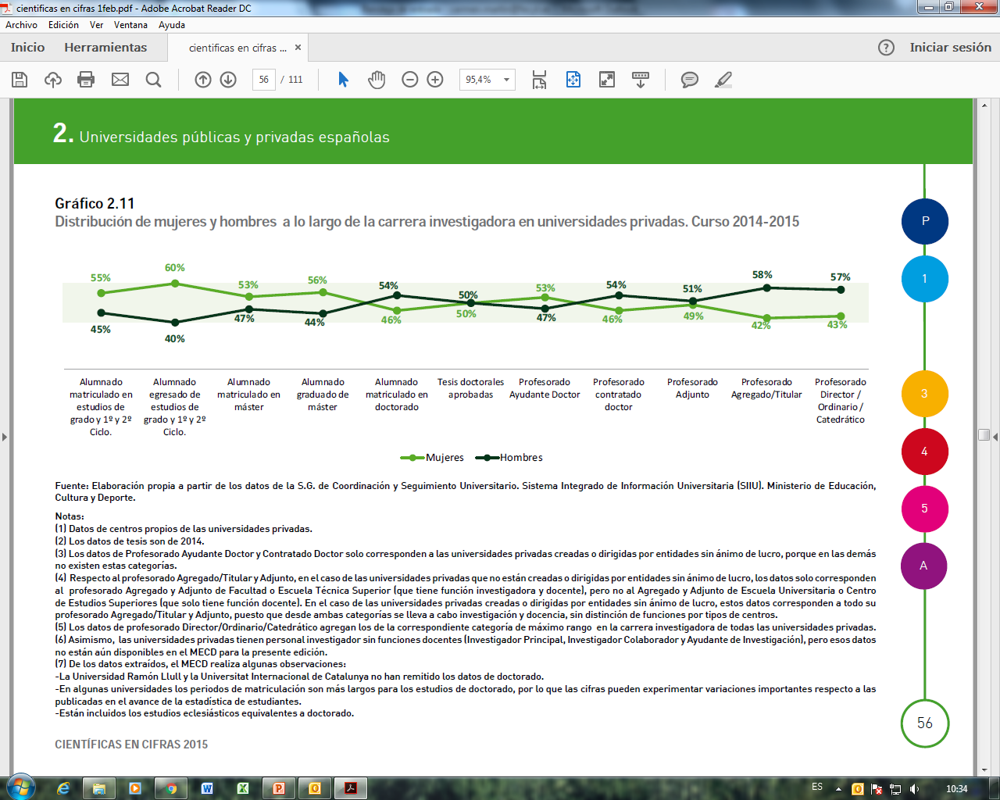 cientificas en cifras 1feb.pdf - Adobe Acrobat Reader DC
Archivo Edición Ver Ventana Ayuda
Inicio Herramientas cientificas en cifras ... × Iniciar sesión
56 / 111 95,4%
2. Universidades públicas y privadas españolas
Gráfico 2.11
Distribución de mujeres y hombres a lo largo de la carrera investigadora en universidades privadas. Curso 2014-2015
P
1
3
4
5
A
55% 60% 53% 56% 54% 50% 53% 54% 51% 58% 57%
45% 40% 47% 44% 46% 50% 47% 46% 49% 42% 43%
Alumnado matriculado en estudios de grado y 1º y 2º Ciclo.
Alumnado egresado de estudios de grado y 1º y 2º Ciclo.
Alumnado matriculado en máster
Alumnado graduado de máster
Alumnado matriculado en doctorado
Tesis doctorales aprobadas
Profesorado Ayudante Doctor
Profesorado contratado doctor
Profesorado Adjunto
Profesorado Agregado/Titular
Profesorado Director / Ordinario / Catedrático
Mujeres Hombres
Fuente: Elaboración propia a partir de los datos de la S.G. de Coordinación y Seguimiento Universitario. Sistema Integrado de Información Universitaria (SIIU). Ministerio de Educación,
Cultura y Deporte.
Notas:
(1) Datos de centros propios de las universidades privadas.
(2) Los datos de tesis son de 2014.
(3) Los datos de Profesorado Ayudante Doctor y Contratado Doctor solo corresponden a las universidades privadas creadas o dirigidas por entidades sin ánimo de lucro, porque en las demás
no existen estas categorías.
(4) Respecto al profesorado Agregado/Titular y Adjunto, en el caso de las universidades privadas que no están creadas o dirigidas por entidades sin ánimo de lucro, los datos solo corresponden
al profesorado Agregado y Adjunto de Facultad o Escuela Técnica Superior (que tiene función investigadora y docente), pero no al Agregado y Adjunto de Escuela Universitaria o Centro
de Estudios Superiores (que solo tiene función docente). En el caso de las universidades privadas creadas o dirigidas por entidades sin ánimo de lucro, estos datos corresponden a todo su
profesorado Agregado/Titular y Adjunto, puesto que desde ambas categorías se lleva a cabo investigación y docencia, sin distinción de funciones por tipos de centros.
(5) Los datos de profesorado Director/Ordinario/Catedrático agregan los de la correspondiente categoría de máximo rango en la carrera investigadora de todas las universidades privadas.
(6) Asimismo, las universidades privadas tienen personal investigador sin funciones docentes (Investigador Principal, Investigador Colaborador y Ayudante de Investigación), pero esos datos
no están aún disponibles en el MECD para la presente edición.
(7) De los datos extraídos, el MECD realiza algunas observaciones:
-La Universidad Ramón Llull y la Universitat Internacional de Catalunya no han remitido los datos de doctorado.
-En algunas universidades los periodos de matriculación son más largos para los estudios de doctorado, por lo que las cifras pueden experimentar variaciones importantes respecto a las
publicadas en el avance de la estadística de estudiantes.
-Están incluidos los estudios eclesiásticos equivalentes a doctorado.
56
CIENTÍFICAS EN CIFRAS 2015
ES 10:34